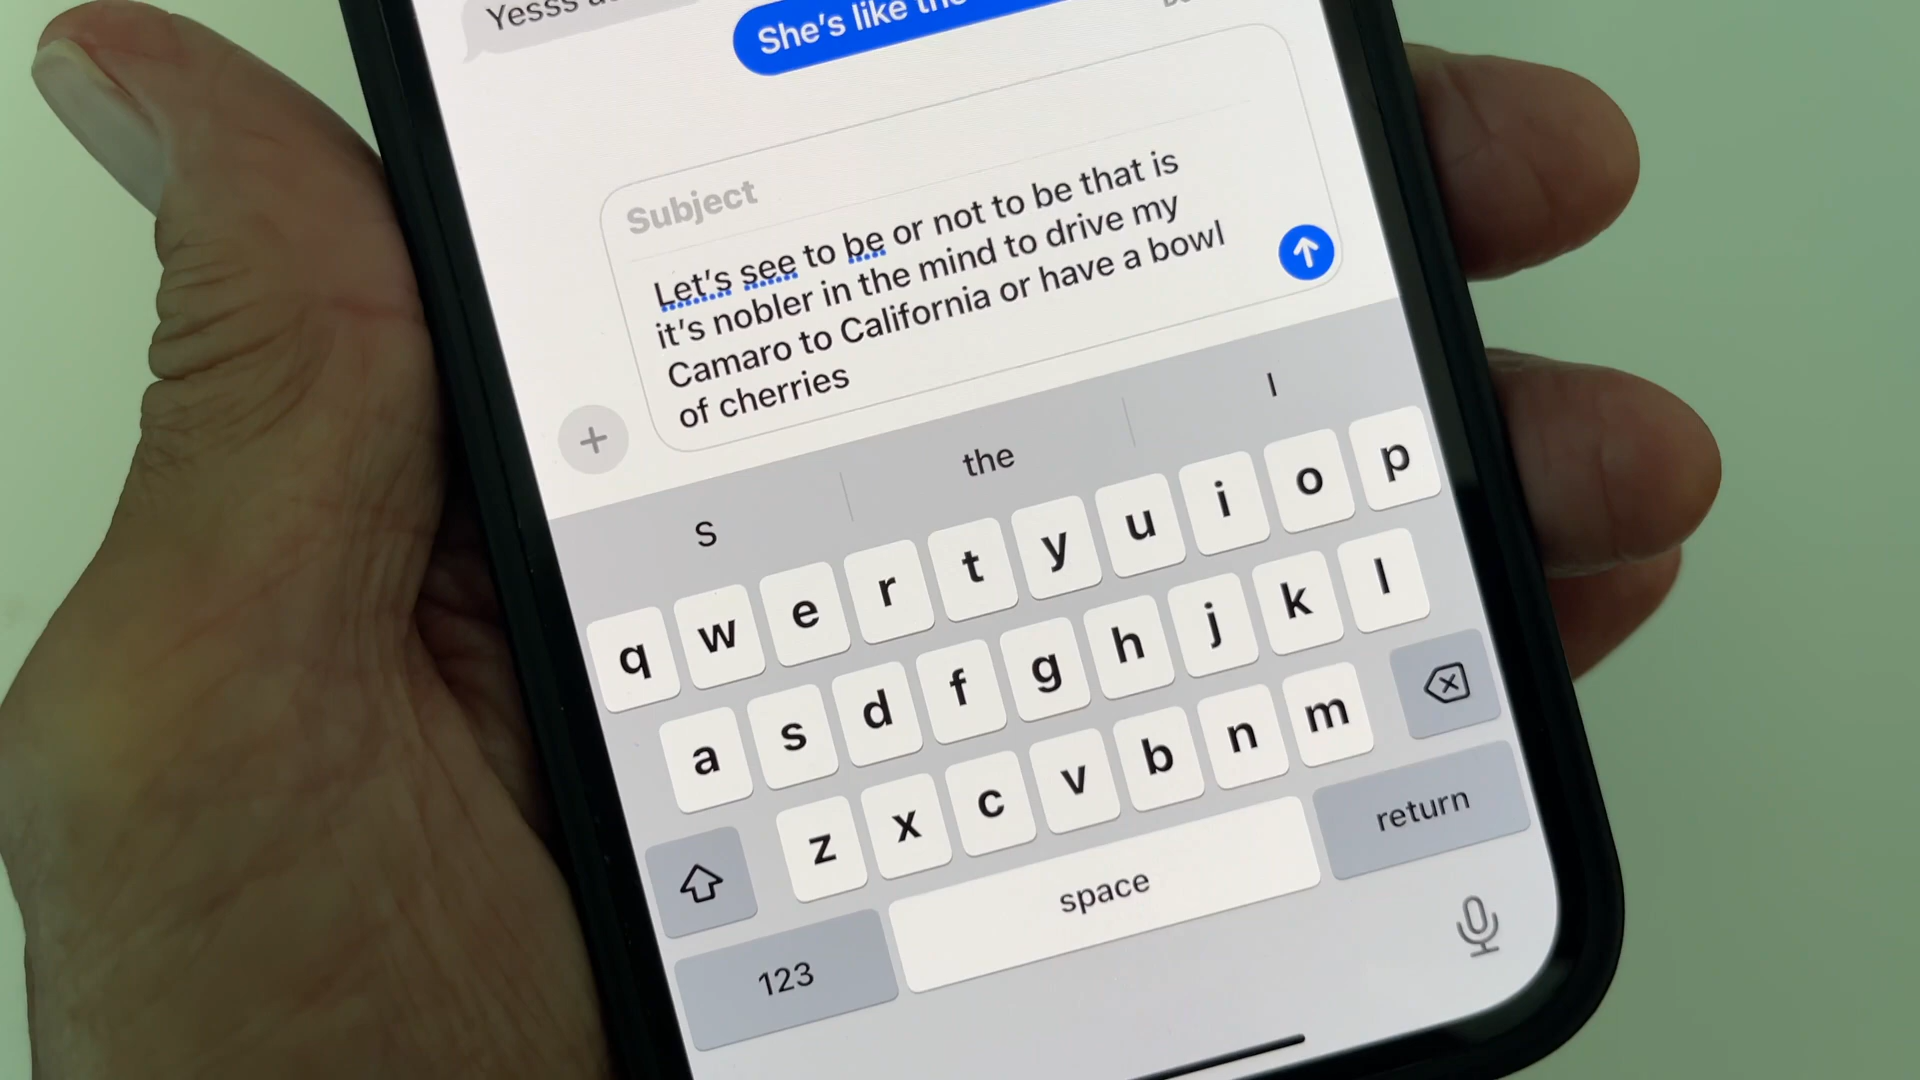 Yesss
She's like
Subject
Let's see to be or not to be that is
it's nobler in the mind to drive my
Camaro to California or have a bowl
of cherries
S the I
q w e r t y u i o p
a s d f g h j k l
z x c v b n m
123 space return